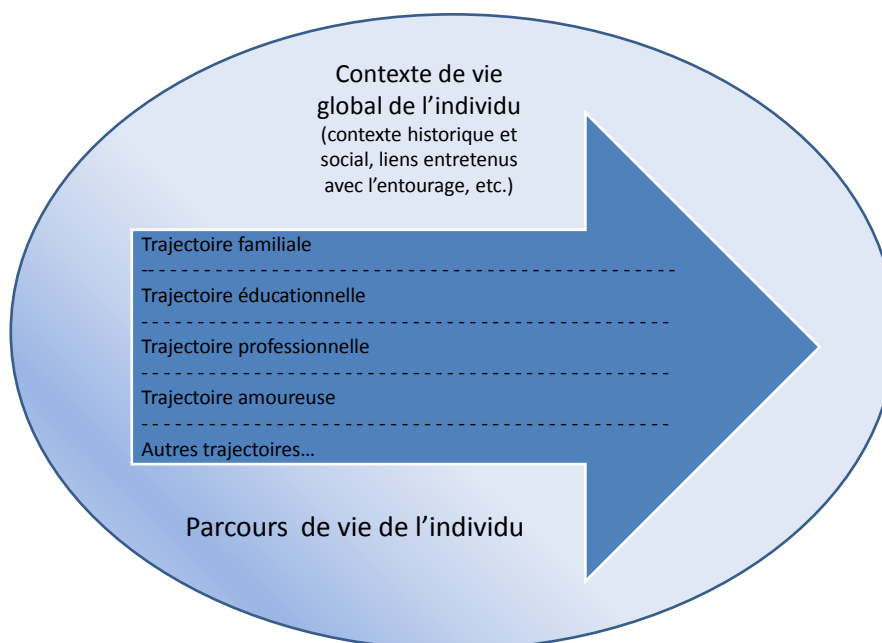 Contexte de vie
global de l'individu
(contexte historique et
social, liens entretenus
avec l'entourage, etc.)
Trajectoire familiale
Trajectoire éducationnelle
Trajectoire professionnelle
Trajectoire amoureuse
Autres trajectoires...
Parcours de vie de l'individu